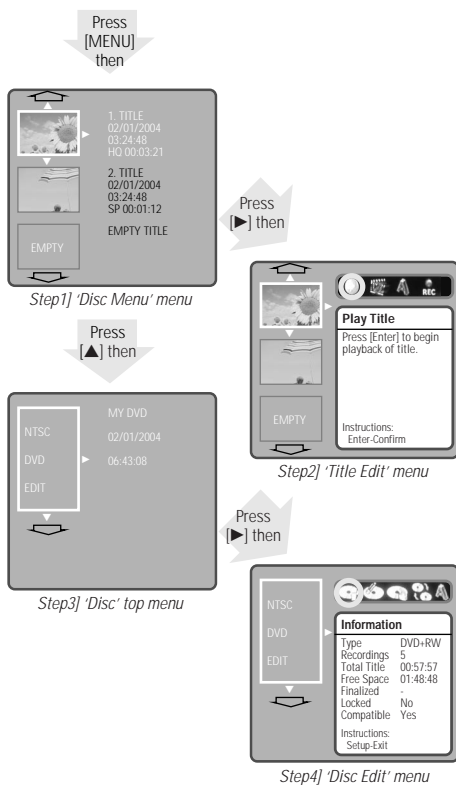 Press
[MENU]
then
1. TITLE
02/01/2004
03:24:48
HQ 00:03:21
2. TITLE
02/01/2004
03:24:48
SP 00:01:12
EMPTY
EMPTY TITLE
Step1] 'Disc Menu' menu
Press
[▶] then
A
REC
Play Title
Press [Enter] to begin
playback of title.
EMPTY
Instructions:
Enter-Confirm
Step2] 'Title Edit' menu
Press
[▲] then
NTSC
DVD
EDIT
MY DVD
02/01/2004
06:43:08
Step3] 'Disc' top menu
Press
[▶] then
A
NTSC
DVD
EDIT
Information
Type DVD+RW
Recordings 5
Total Title 00:57:57
Free Space 01:48:48
Finalized -
Locked No
Compatible Yes
Instructions:
Setup-Exit
Step4] 'Disc Edit' menu